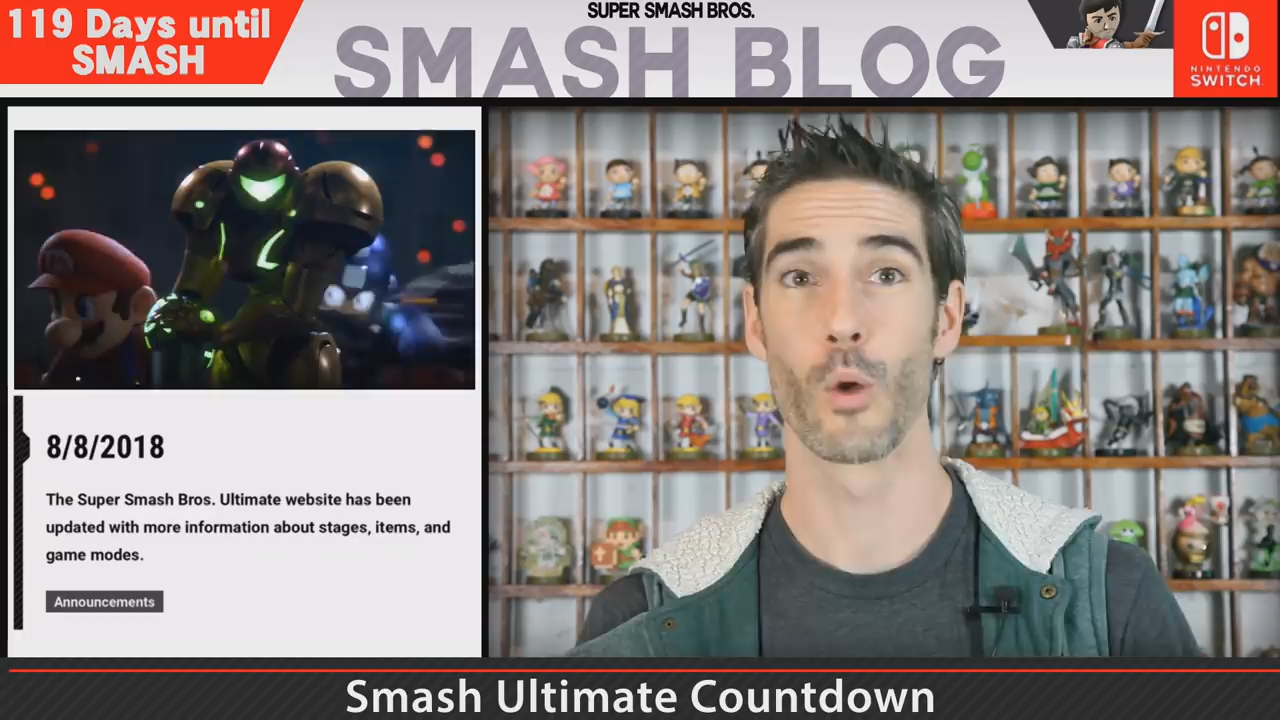 119 Days until
SMASH
SUPER SMASH BROS.
SMASH BLOG
NINTENDO
SWITCH
8/8/2018
The Super Smash Bros. Ultimate website has been
updated with more information about stages, items, and
game modes.
Announcements
Smash Ultimate Countdown